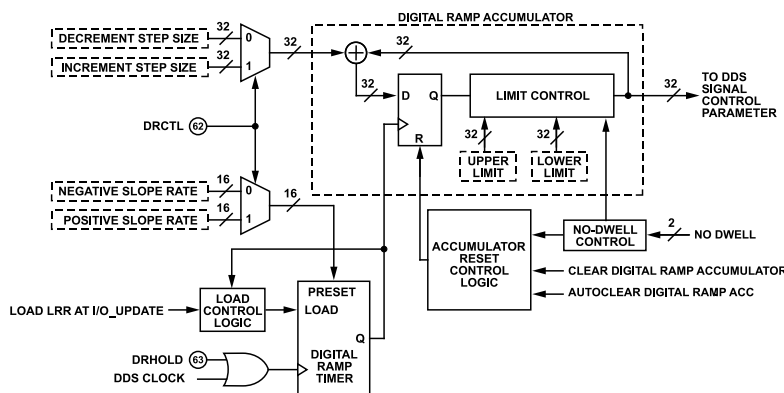 DIGITAL RAMP ACCUMULATOR
DECREMENT STEP SIZE 32 0
INCREMENT STEP SIZE 32 1
32
32
32
32
TO DDS
SIGNAL
CONTROL
PARAMETER
D Q
R
LIMIT CONTROL
32 32
UPPER
LIMIT
LOWER
LIMIT
DRCTL 62
NEGATIVE SLOPE RATE 16 0
POSITIVE SLOPE RATE 16 1
16
ACCUMULATOR
RESET
CONTROL
LOGIC
NO-DWELL
CONTROL
2 NO DWELL
CLEAR DIGITAL RAMP ACCUMULATOR
AUTOCLEAR DIGITAL RAMP ACC
LOAD LRR AT I/O_UPDATE
LOAD
CONTROL
LOGIC
PRESET
LOAD
Q
DIGITAL
RAMP
TIMER
DRHOLD 63
DDS CLOCK